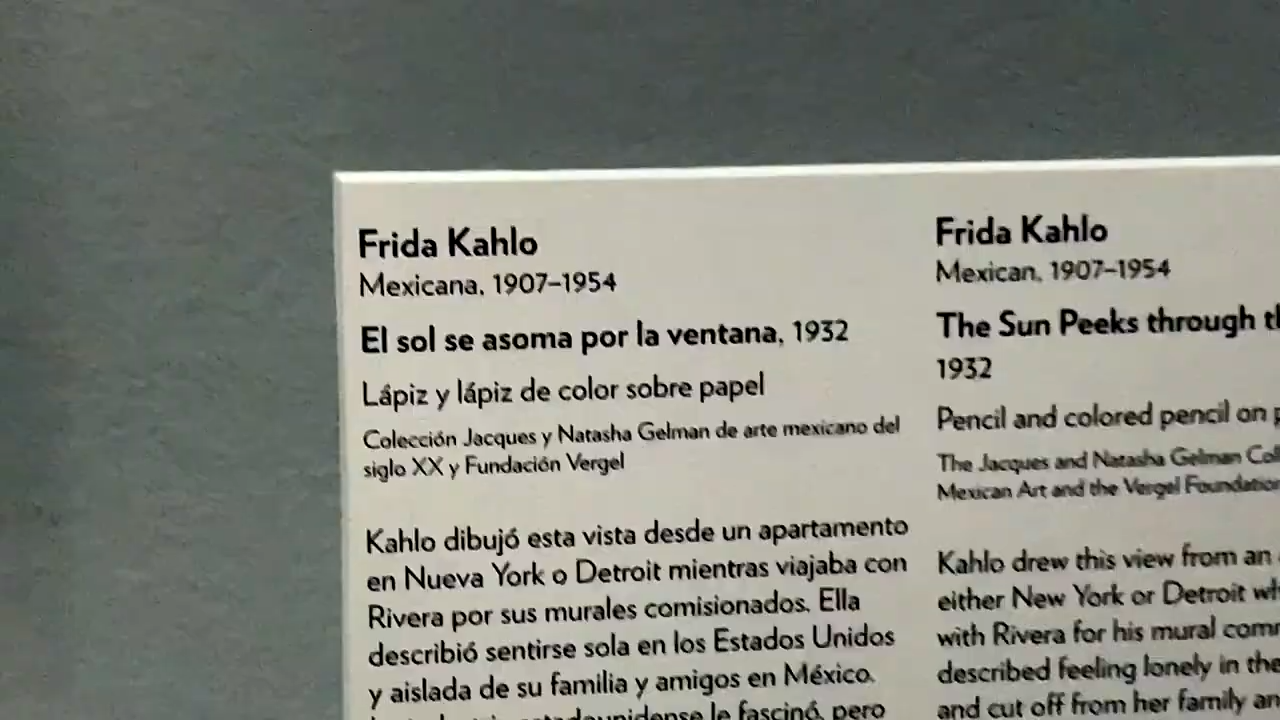 Frida Kahlo
Mexicana, 1907–1954
El sol se asoma por la ventana, 1932
Lápiz y lápiz de color sobre papel
Colección Jacques y Natasha Gelman de arte mexicano del
siglo XX y Fundación Vergel
Kahlo dibujó esta vista desde un apartamento
en Nueva York o Detroit mientras viajaba con
Rivera por sus murales comisionados. Ella
describió sentirse sola en los Estados Unidos
y aislada de su familia y amigos en México.
le fascinó, pero
Frida Kahlo
Mexican, 1907–1954
The Sun Peeks through
1932
Pencil and colored pencil on
The Jacques and Natasha Gelman
Mexican Art and the Vergel Foundation
Kahlo drew this view from an
either New York or Detroit
with Rivera for his mural
described feeling lonely in the
and cut off from her family